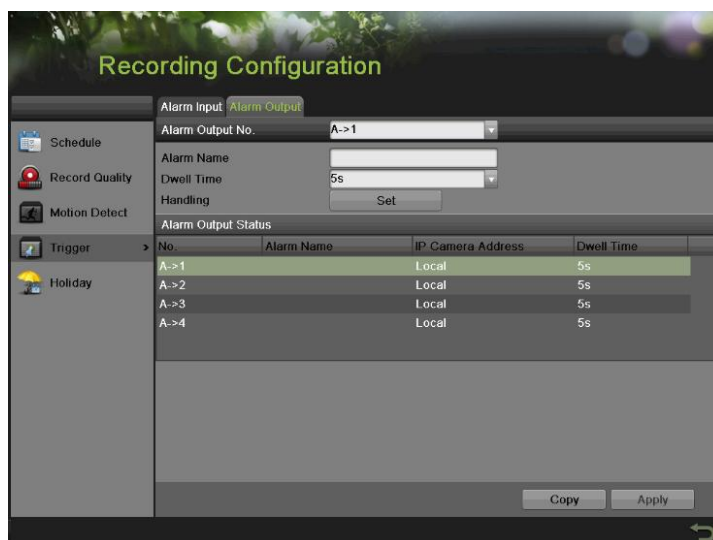 Recording Configuration
Alarm Input Alarm Output
Alarm Output No. A->1
Schedule
Alarm Name
Record Quality
Dwell Time 5s
Handling Set
Motion Detect
Alarm Output Status
Trigger >
No. Alarm Name IP Camera Address Dwell Time
A->1 Local 5s
Holiday
A->2 Local 5s
A->3 Local 5s
A->4 Local 5s
Copy Apply